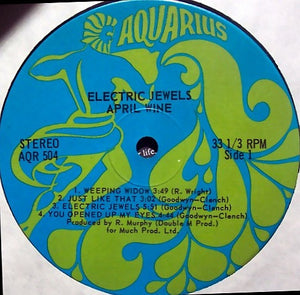 AQUARIUS
ELECTRIC JEWELS
APRIL WINE
STEREO
AQR 504
life.
33 1/3 RPM
Side 1
1. WEEPING WIDOW 3:49 (R. Wright)
2. JUST LIKE THAT 3:02 (Goodwyn-Clench)
3. ELECTRIC JEWELS 5:51 (Goodwyn-Clench)
4. YOU OPENED UP MY EYES 4:44 (Goodwyn-Clench)
Produced by R. Murphy (Double M Prod.)
for Much Prod. Ltd.